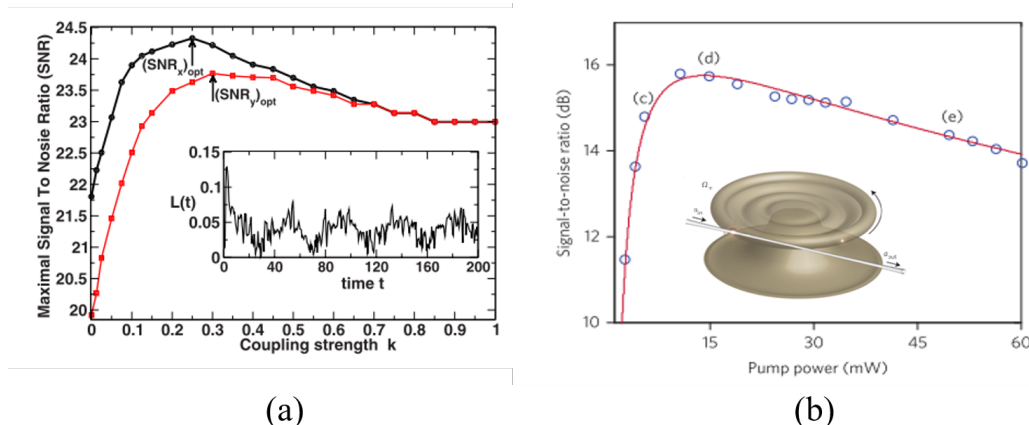 Maximal Signal To Nosie Ratio (SNR)
24.5
24
23.5
23
22.5
22
21.5
21
20.5
20
(SNRx)opt
(SNRy)opt
0.15
0.1
0.05
0
L(t)
0 40 80 120 160 200
time t
0 0.1 0.2 0.3 0.4 0.5 0.6 0.7 0.8 0.9 1
Coupling strength k
(a)
Signal-to-noise ratio (dB)
16
14
12
10
(c)
(d)
(e)
15 30 45 60
Pump power (mW)
(b)